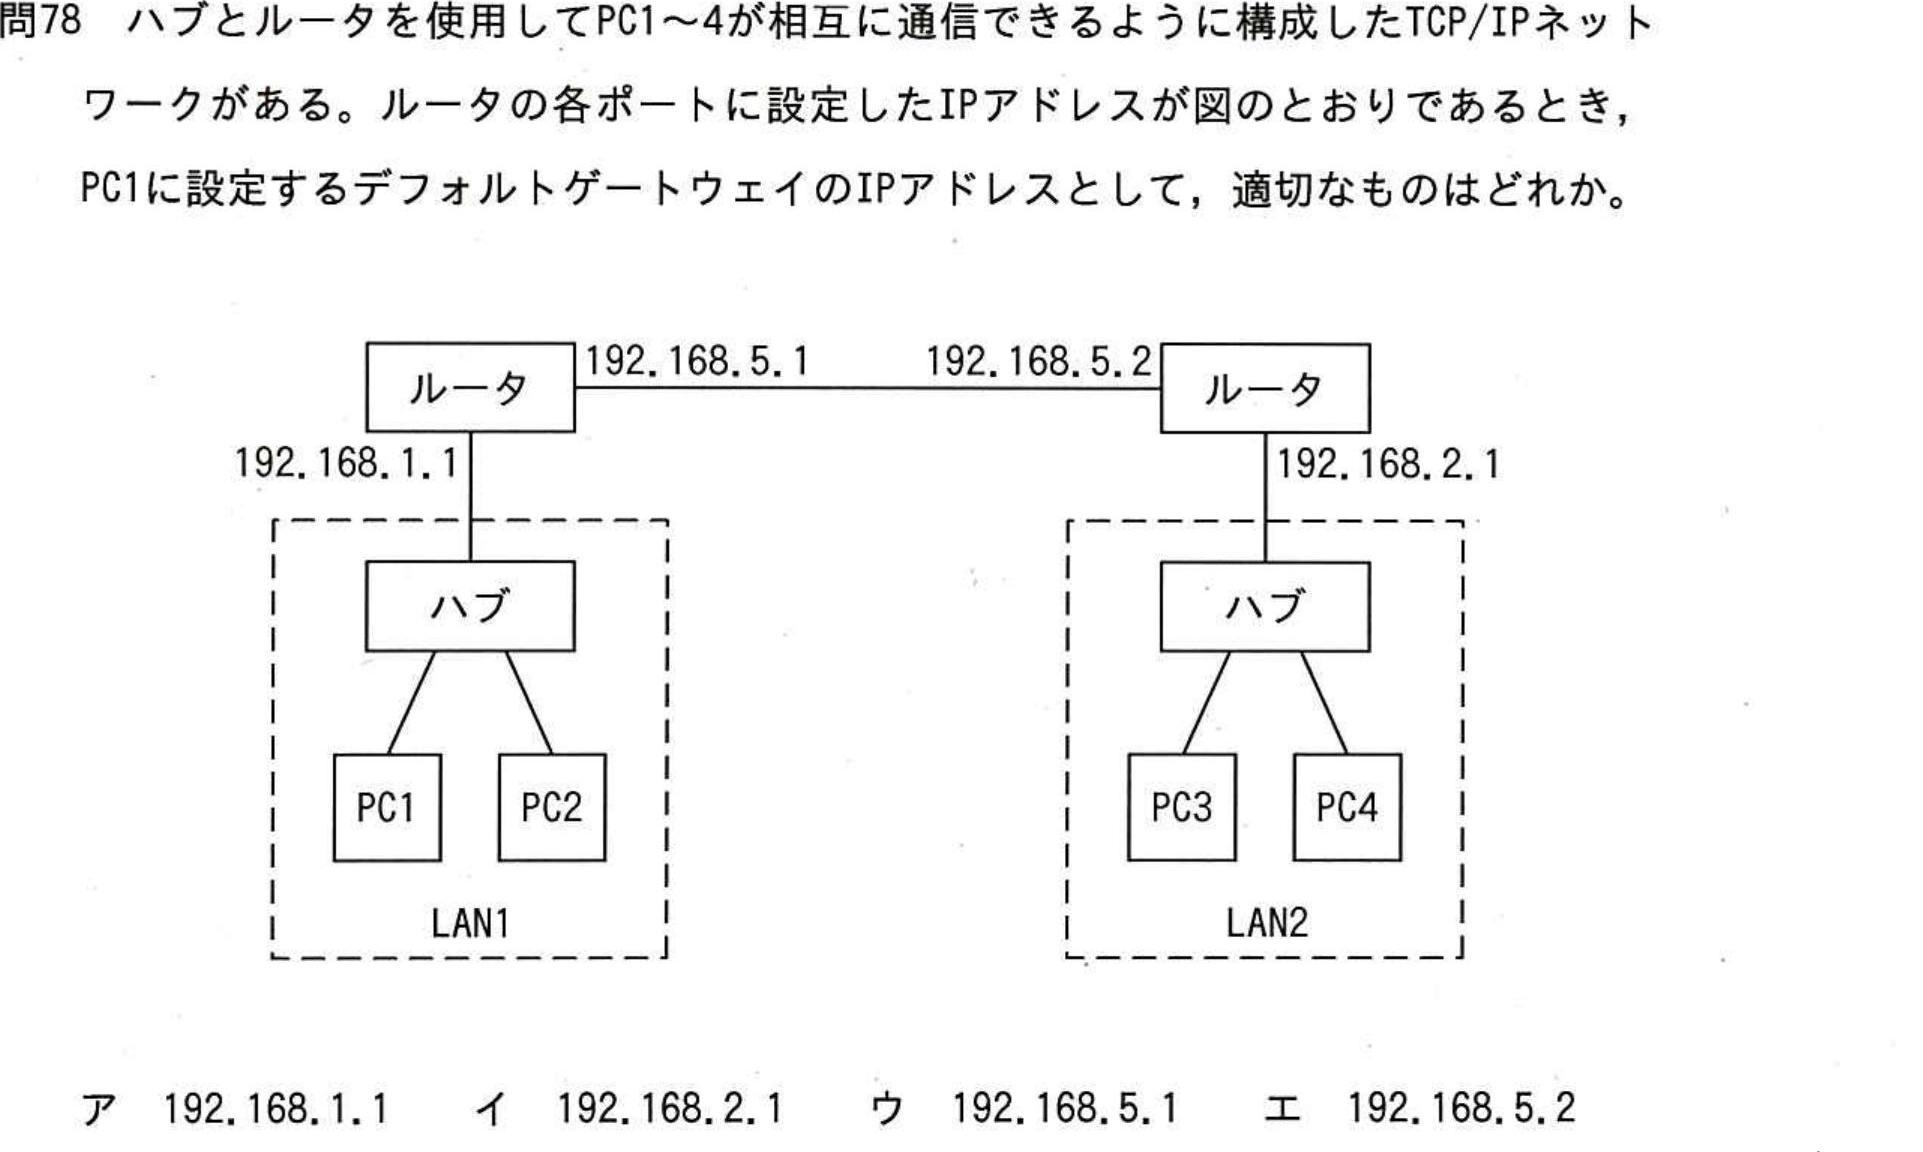 問78 ハブとルータを使用してPC1～4が相互に通信できるように構成したTCP/IPネット
ワークがある。ルータの各ポートに設定したIPアドレスが図のとおりであるとき，
PC1に設定するデフォルトゲートウェイのIPアドレスとして，適切なものはどれか。
ルータ 192.168.5.1 192.168.5.2 ルータ
192.168.1.1 192.168.2.1
ハブ ハブ
PC1 PC2 PC3 PC4
LAN1 LAN2
ア 192.168.1.1 イ 192.168.2.1 ウ 192.168.5.1 エ 192.168.5.2